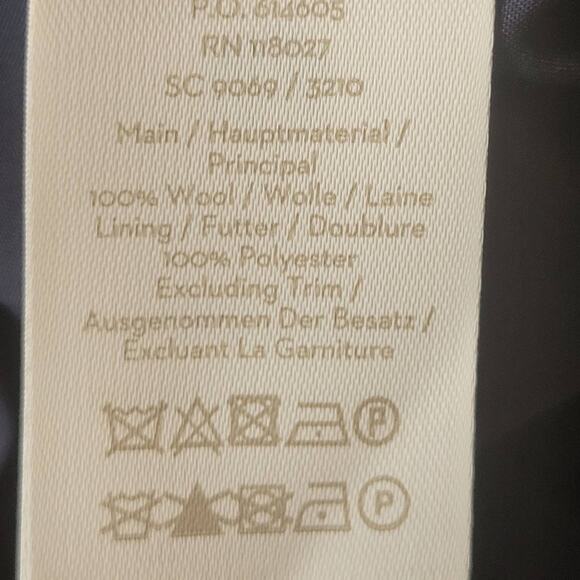 P.O. 614605
RN 118027
SC 9069 / 3210
Main / Hauptmaterial /
Principal
100% Wool / Wolle / Laine
Lining / Futter / Doublure
100% Polyester
Excluding Trim /
Ausgenommen Der Besatz /
Excluant La Garniture
P
P